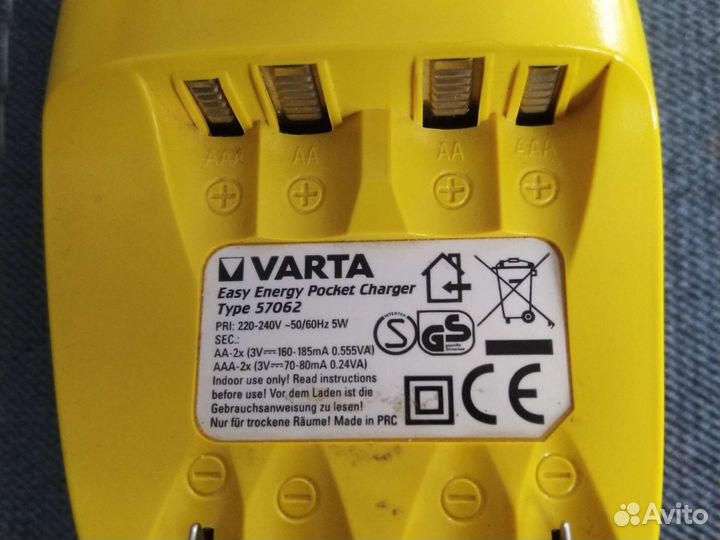 AAA AA AA AAA
VARTA
Easy Energy Pocket Charger
Type 57062
PRI: 220-240V ~50/60Hz 5W
SEC.:
AA-2x (3V⎓160-185mA 0.555VA)
AAA-2x (3V⎓70-80mA 0.24VA)
Indoor use only! Read instructions
before use! Vor dem Laden ist die
Gebrauchsanweisung zu lesen!
Nur für trockene Räume! Made in PRC
INTERTEK
S
GS
geprüfte
Sicherheit
CE
Avito